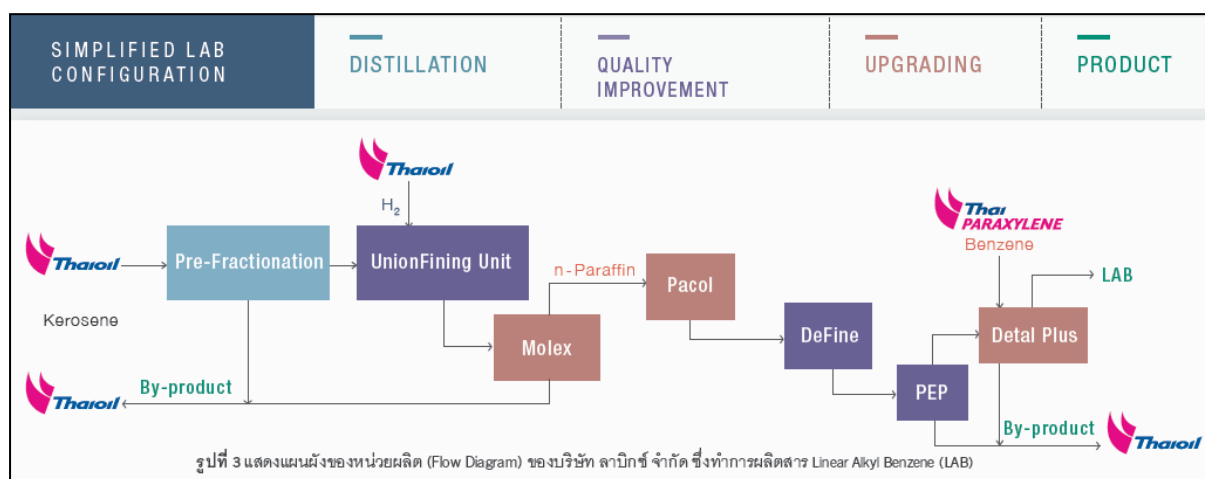 SIMPLIFIED LAB
CONFIGURATION
DISTILLATION
QUALITY
IMPROVEMENT
UPGRADING
PRODUCT
Thaioil
H2
Thaioil
Kerosene
Pre-Fractionation
UnionFining Unit
n-Paraffin
Molex
Pacol
DeFine
PEP
Thai
PARAXYLENE
Benzene
Detal Plus
LAB
By-product
Thaioil
By-product
Thaioil
รูปที่ 3 แสดงแผนผังของหน่วยผลิต (Flow Diagram) ของบริษัท ลาบิกซ์ จำกัด ซึ่งทำการผลิตสาร Linear Alkyl Benzene (LAB)